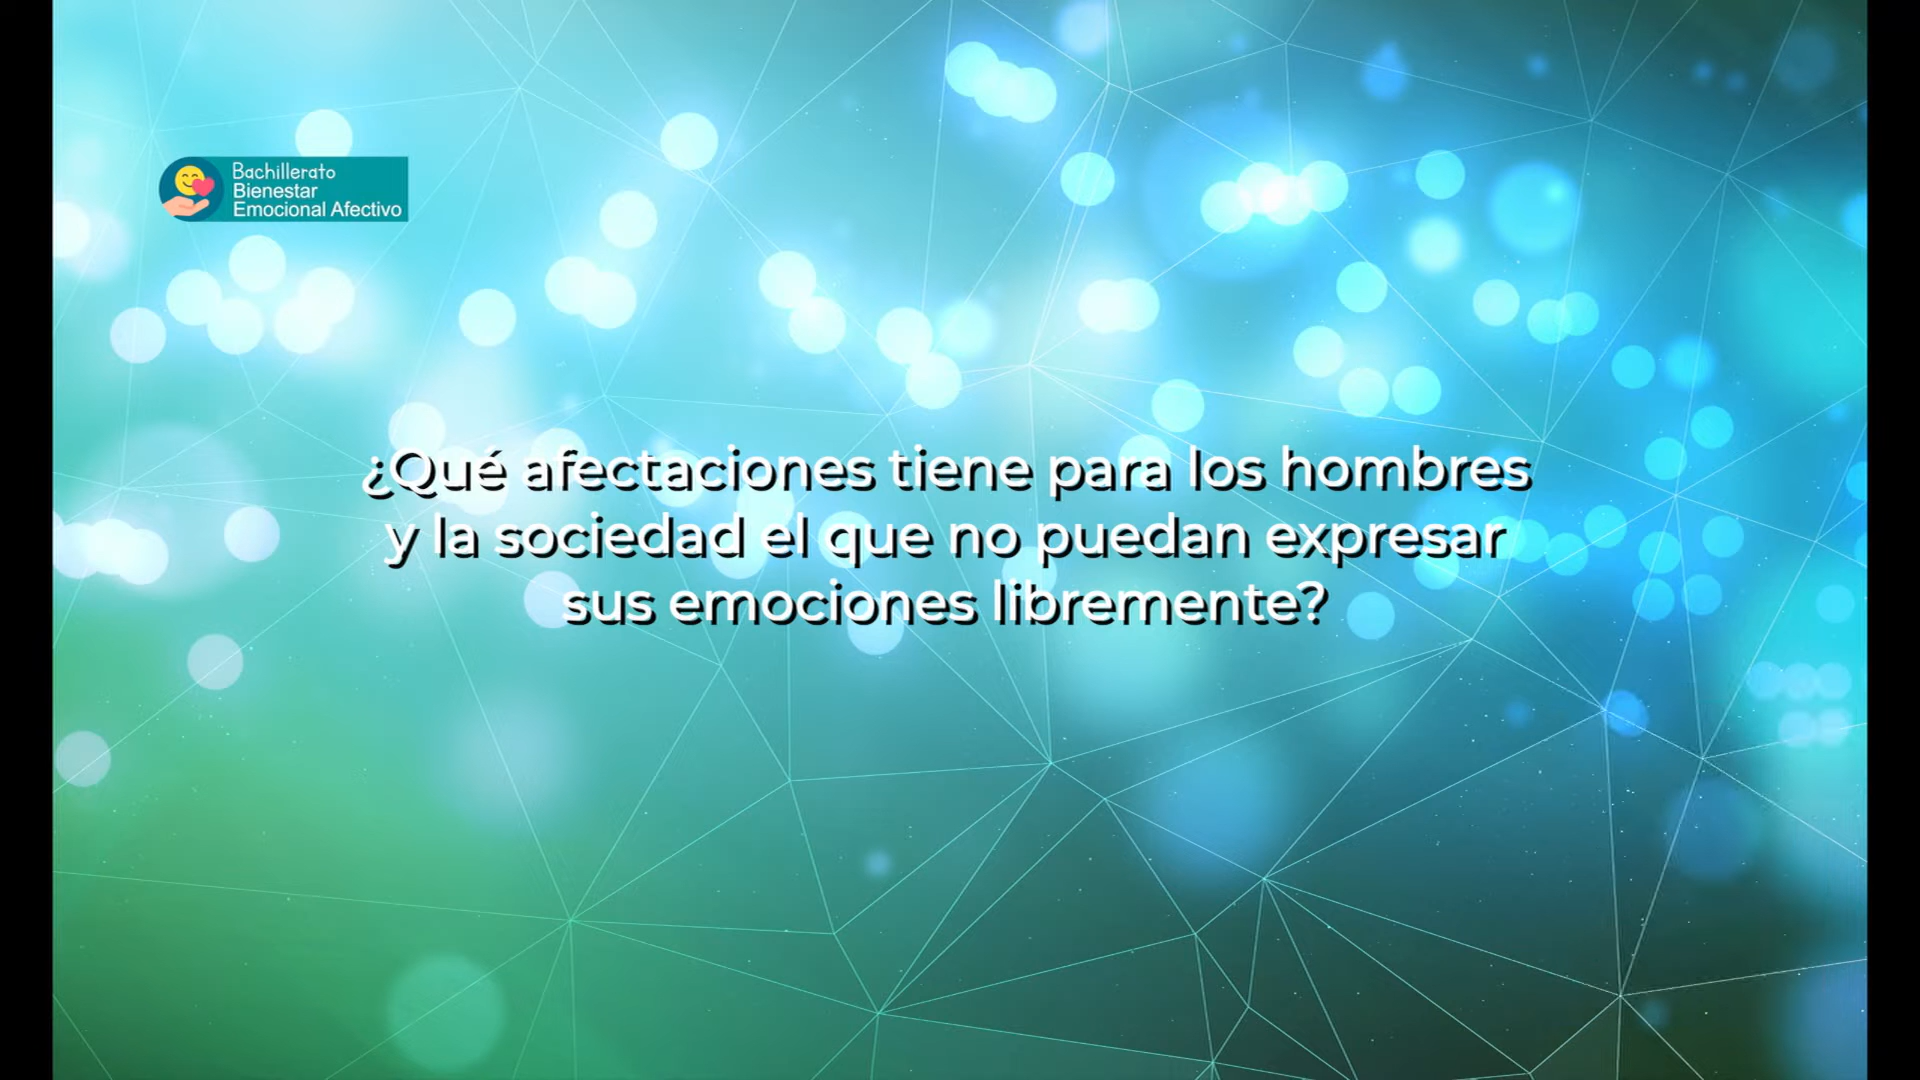 Bachillerato
Bienestar
Emocional Afectivo
¿Qué afectaciones tiene para los hombres
y la sociedad el que no puedan expresar
sus emociones libremente?